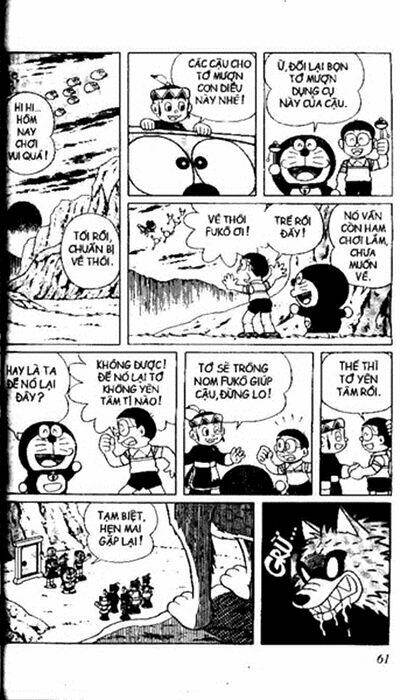 HI HI...
HÔM
NAY
CHƠI
VUI QUÁ!
TỐI RỒI,
CHUẨN BỊ
VỀ THÔI.
CÁC CẬU CHO
TỚ MƯỢN
CON DIỀU
NÀY NHÉ!
Ừ, ĐỔI LẠI BỌN
TỚ MƯỢN
DỤNG CỤ
NÀY CỦA CẬU.
VỀ THÔI
FUKÔ ƠI!
TRỄ RỒI
ĐẤY!
NÓ VẪN
CÒN HAM
CHƠI LẮM,
CHƯA
MUỐN
VỀ.
HAY LÀ TA
ĐỂ NÓ LẠI
ĐÂY?
KHÔNG ĐƯỢC!
ĐỂ NÓ LẠI TỚ
KHÔNG YÊN
TÂM TÍ NÀO!
TỚ SẼ TRÔNG
NOM FUKÔ GIÚP
CẬU, ĐỪNG LO!
THẾ THÌ
TỚ YÊN
TÂM RỒI.
TẠM BIỆT,
HẸN MAI
GẶP LẠI!
GRỪ...
61